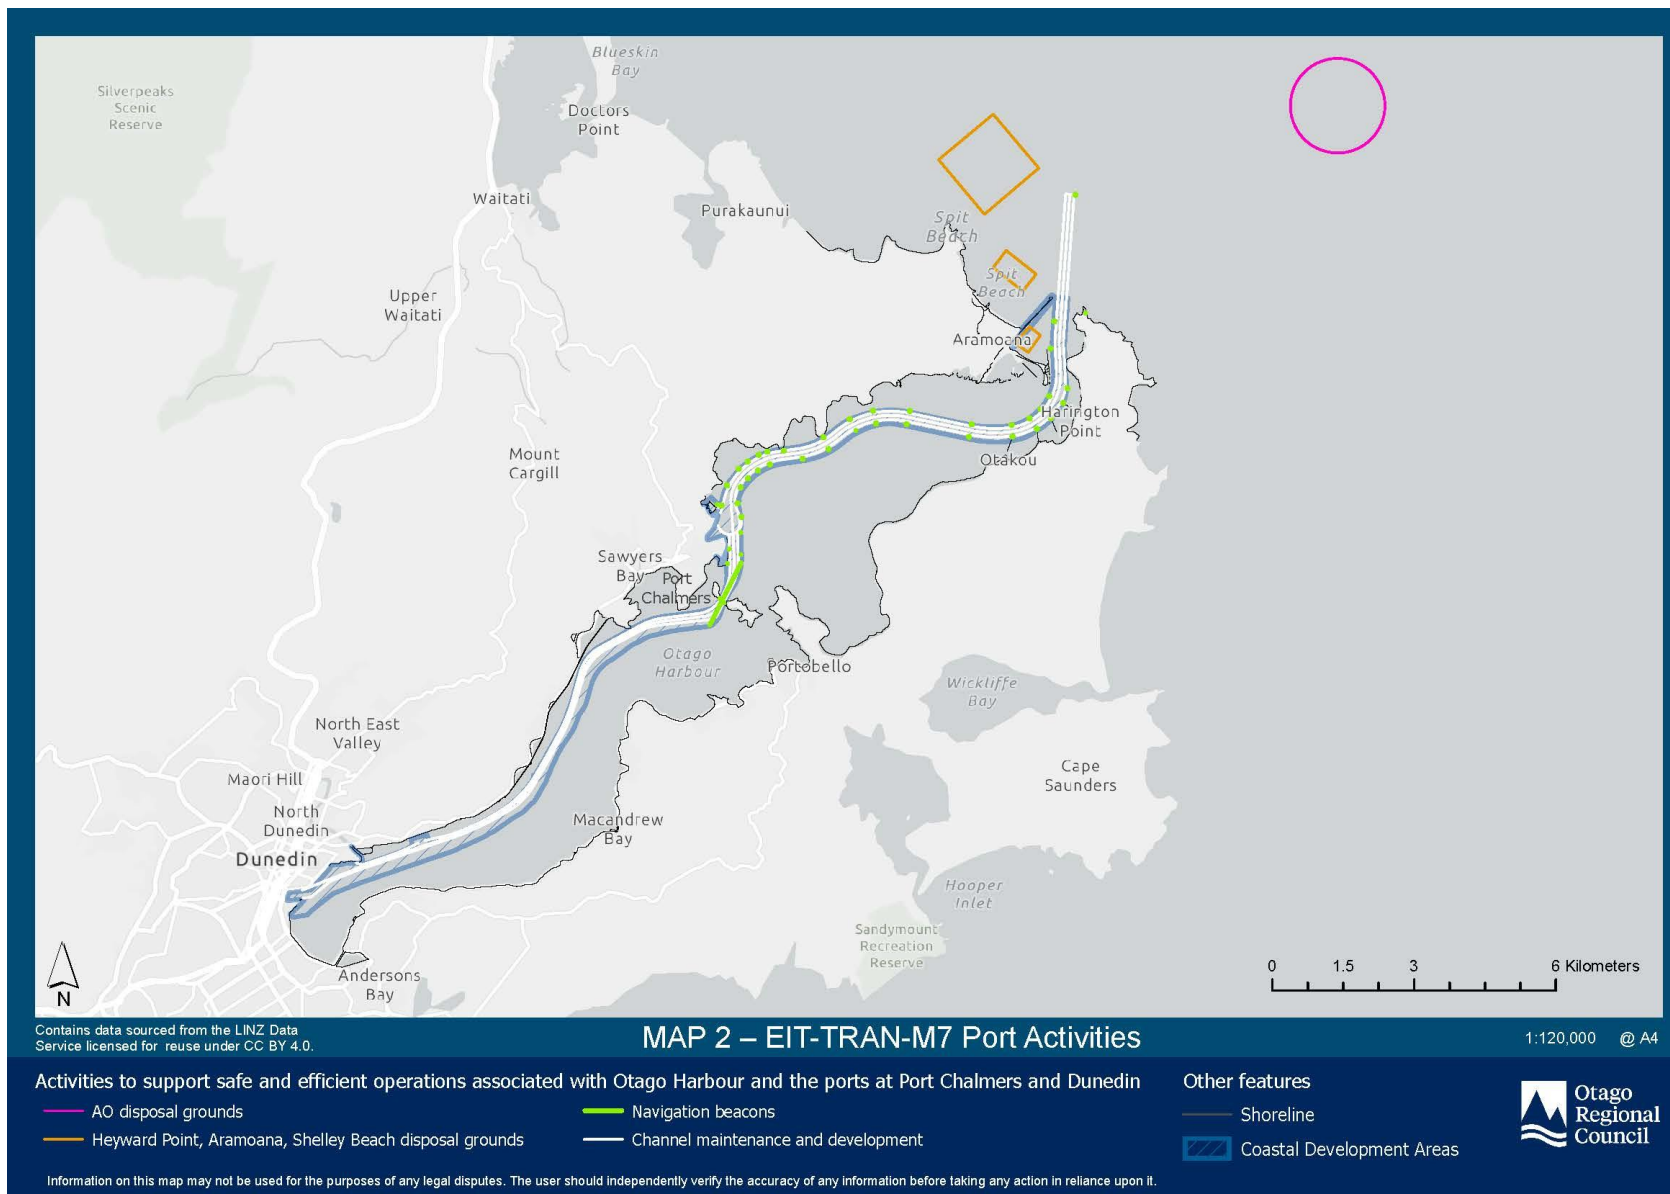 Blueskin
Bay
Silverpeaks
Scenic
Reserve
Doctors
Point
Waitati
Purakaunui
Spit
Beach
Spit
Beach
Upper
Waitati
Aramoana
Harington
Point
Mount
Cargill
Otakou
Sawyers
Bay
Port
Chalmers
Otago
Harbour
Portobello
Wickliffe
Bay
North East
Valley
Maori Hill
Cape
Saunders
North
Dunedin
Macandrew
Bay
Dunedin
Hooper
Inlet
Sandymount
Recreation
Reserve
Andersons
Bay
N
0 1.5 3 6 Kilometers
Contains data sourced from the LINZ Data
Service licensed for reuse under CC BY 4.0.
MAP 2 – EIT-TRAN-M7 Port Activities
1:120,000 @ A4
Activities to support safe and efficient operations associated with Otago Harbour and the ports at Port Chalmers and Dunedin
AO disposal grounds
Heyward Point, Aramoana, Shelley Beach disposal grounds
Navigation beacons
Channel maintenance and development
Other features
Shoreline
Coastal Development Areas
Otago
Regional
Council
Information on this map may not be used for the purposes of any legal disputes. The user should independently verify the accuracy of any information before taking any action in reliance upon it.